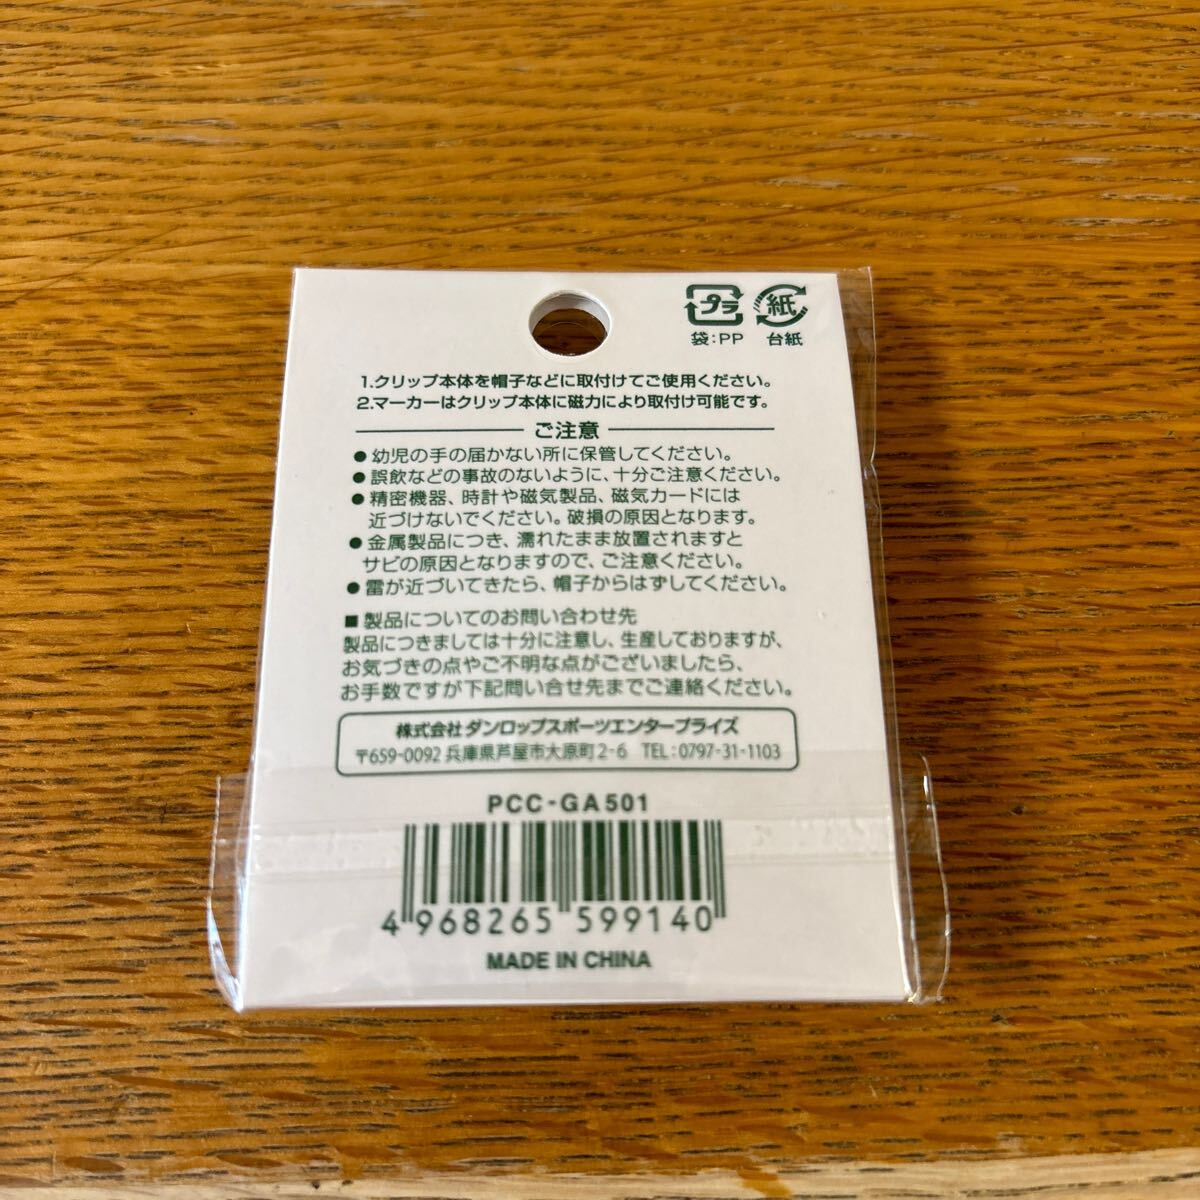 プラ 紙
袋:PP 台紙
1.クリップ本体を帽子などに取付けてご使用ください。
2.マーカーはクリップ本体に磁力により取付け可能です。
ご注意
●幼児の手の届かない所に保管してください。
●誤飲などの事故のないように、十分ご注意ください。
●精密機器、時計や磁気製品、磁気カードには
近づけないでください。破損の原因となります。
●金属製品につき、濡れたまま放置されますと
サビの原因となりますので、ご注意ください。
●雷が近づいてきたら、帽子からはずしてください。
■製品についてのお問い合わせ先
製品につきましては十分に注意し、生産しておりますが、
お気づきの点やご不明な点がございましたら、
お手数ですが下記問い合せ先までご連絡ください。
株式会社ダンロップスポーツエンタープライズ
〒659-0092 兵庫県芦屋市大原町2-6 TEL:0797-31-1103
PCC-GA501
4 968265 599140
MADE IN CHINA